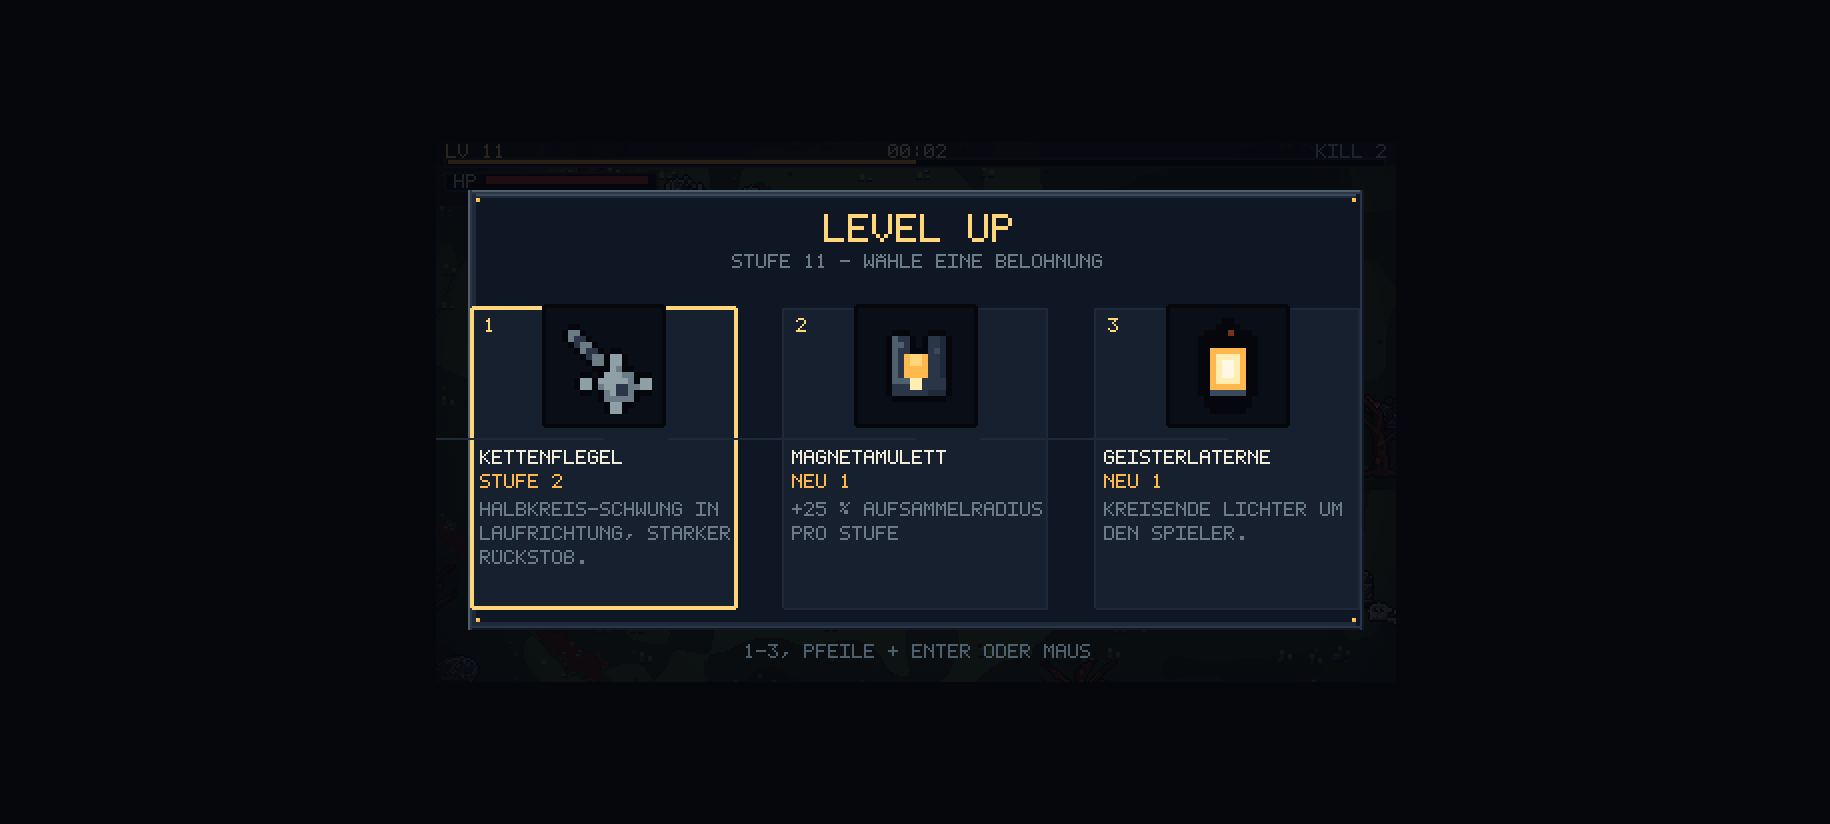 LV 11
00:02
KILL 2
HP
LEVEL UP
STUFE 11 - WÄHLE EINE BELOHNUNG
1
KETTENFLEGEL
STUFE 2
HALBKREIS-SCHWUNG IN
LAUFRICHTUNG, STARKER
RÜCKSTOB.
2
MAGNETAMULETT
NEU 1
+25 % AUFSAMMELRADIUS
PRO STUFE
3
GEISTERLATERNE
NEU 1
KREISENDE LICHTER UM
DEN SPIELER.
1-3, PFEILE + ENTER ODER MAUS